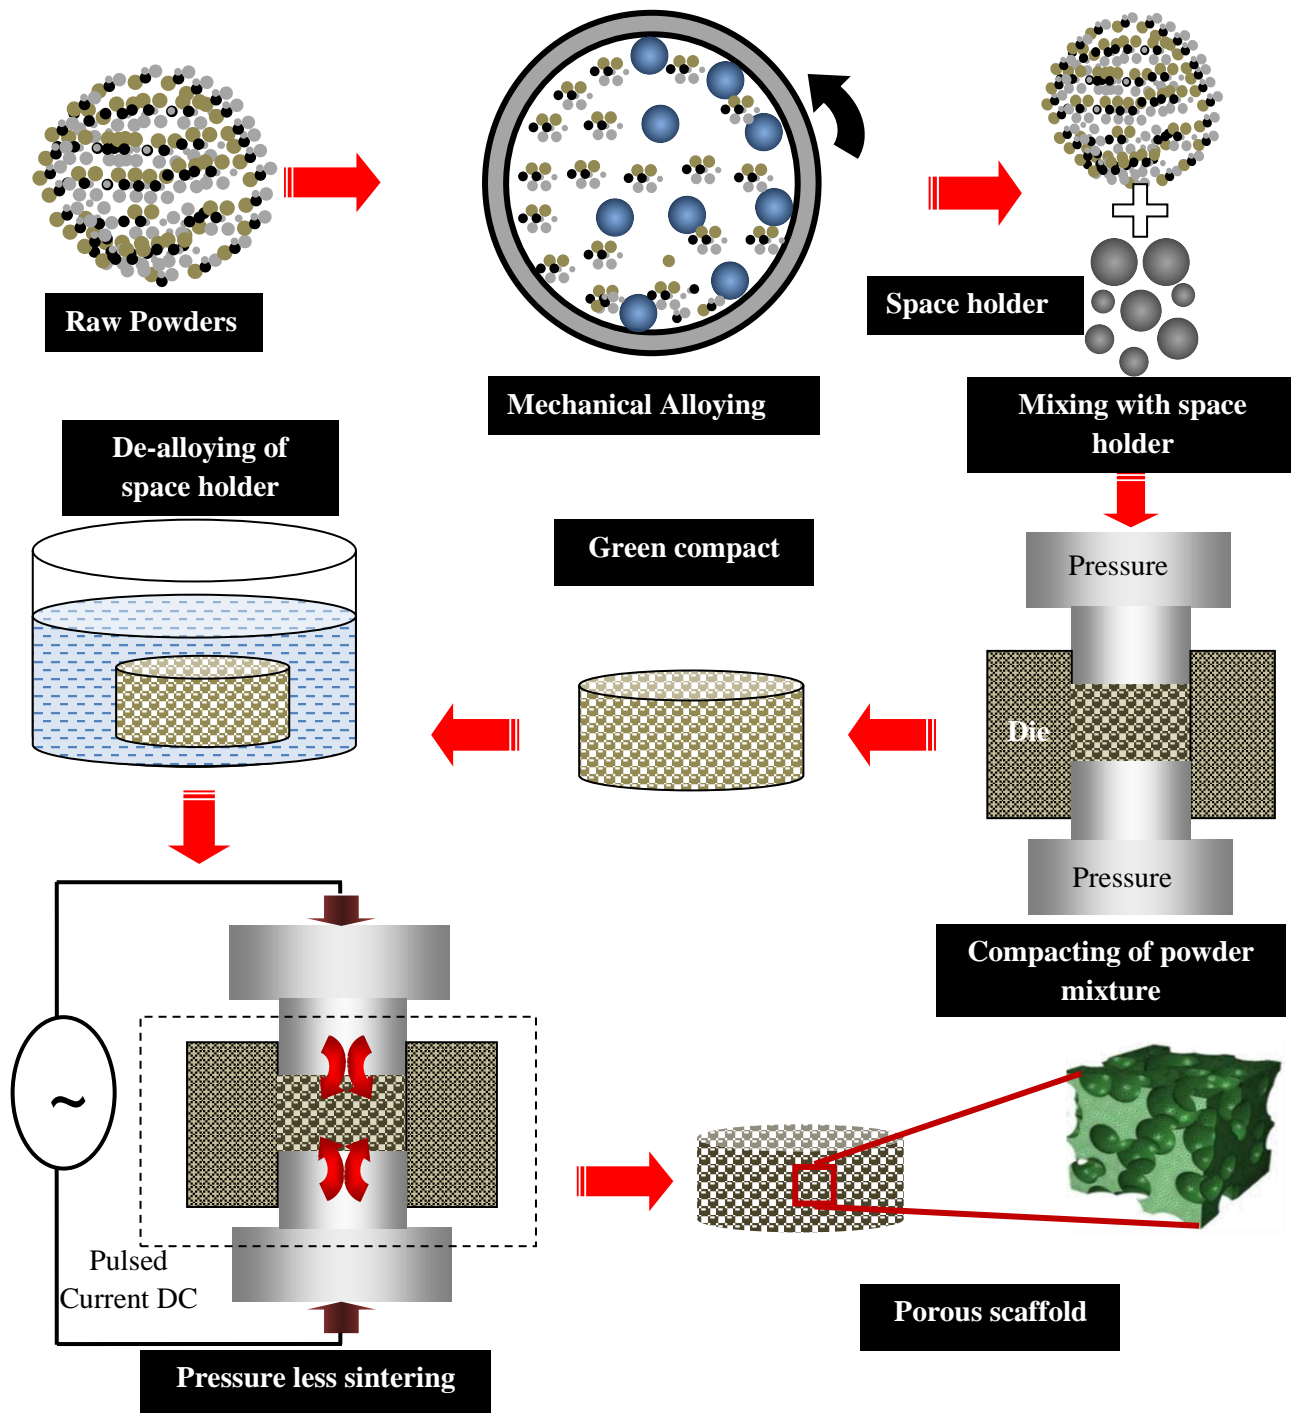 Raw Powders
Mechanical Alloying
Space holder
Mixing with space
holder
De-alloying of
space holder
Green compact
Pressure
Die
Pressure
Compacting of powder
mixture
~
Pulsed
Current DC
Pressure less sintering
Porous scaffold